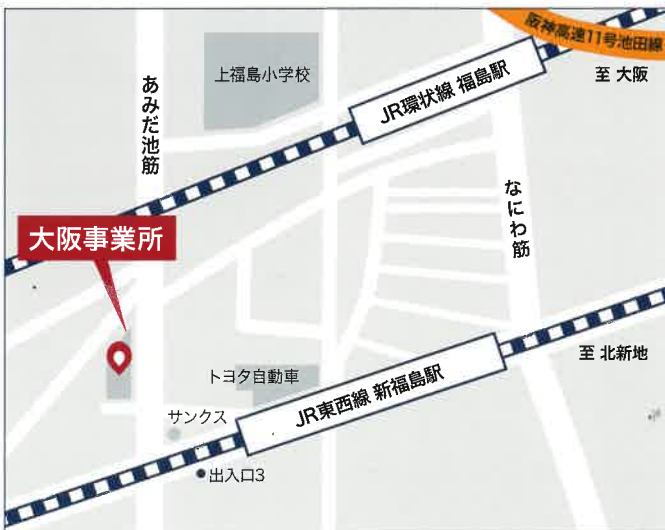 阪神高速11号池田線
上福島小学校
JR環状線 福島駅
至 大阪
あみだ池筋
なにわ筋
大阪事業所
至 北新地
トヨタ自動車
JR東西線 新福島駅
サンクス
出入口3